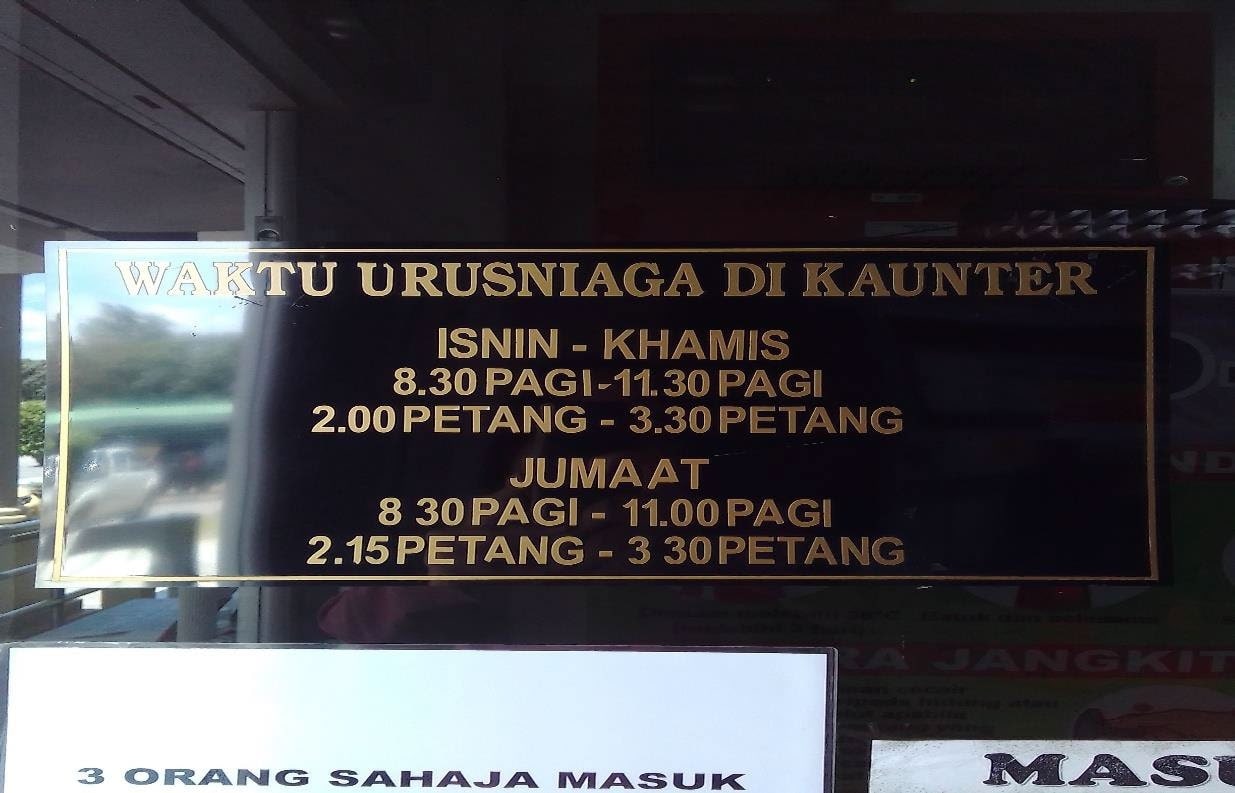 WAKTU URUSNIAGA DI KAUNTER
ISNIN - KHAMIS
8.30 PAGI-11.30 PAGI
2.00 PETANG - 3.30 PETANG
JUMAAT
8 30 PAGI - 11.00 PAGI
2.15 PETANG - 3 30 PETANG
JANGKIT
3 ORANG SAHAJA MASUK